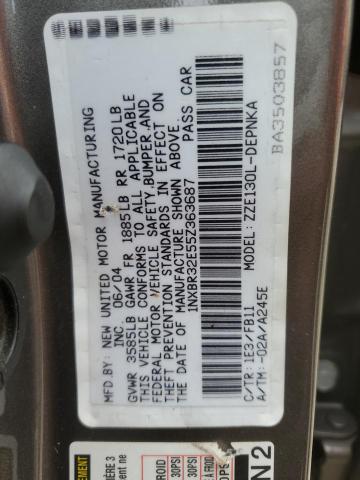 MFD.BY: NEW UNITED MOTOR MANUFACTURING
INC. 06/04
GVWR 3585LB GAWR FR 1885LB RR 1720LB
THIS VEHICLE CONFORMS TO ALL APPLICABLE
FEDERAL MOTOR VEHICLE SAFETY,BUMPER,AND
THEFT PREVENTION STANDARDS IN EFFECT ON
THE DATE OF MANUFACTURE SHOWN ABOVE
1NXBR32E55Z363687 PASS CAR
MODEL: ZZE130L-DEPNKA
C/TR:1E3/FB11
A/TM:-02A/A245E
BA3503857
30PSI
30PSI